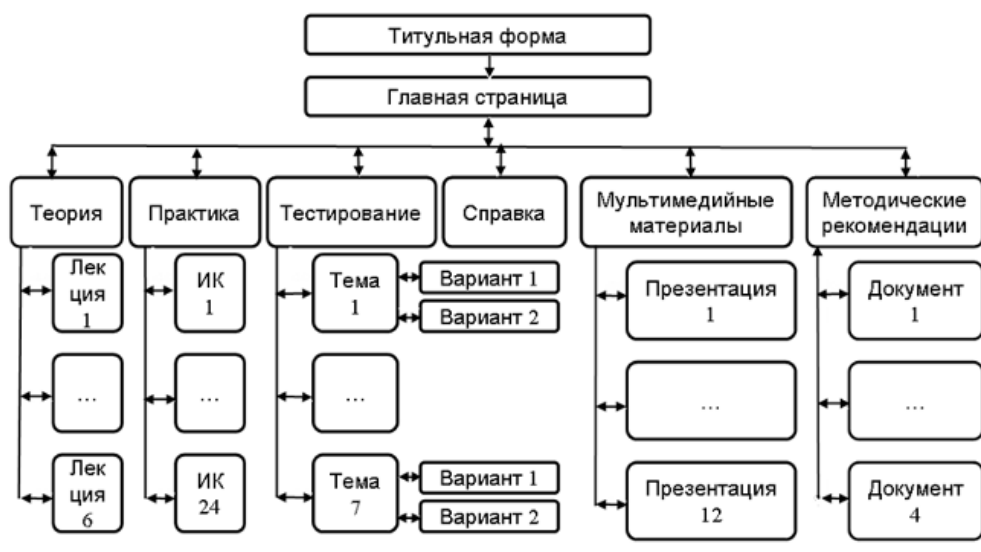 Титульная форма
Главная страница
Теория
Практика
Тестирование
Справка
Мультимедийные
материалы
Методические
рекомендации
Лек
ция
1
ИК
1
Тема
1
Вариант 1
Вариант 2
Презентация
1
Документ
1
...
...
...
...
...
Лек
ция
6
ИК
24
Тема
7
Вариант 1
Вариант 2
Презентация
12
Документ
4